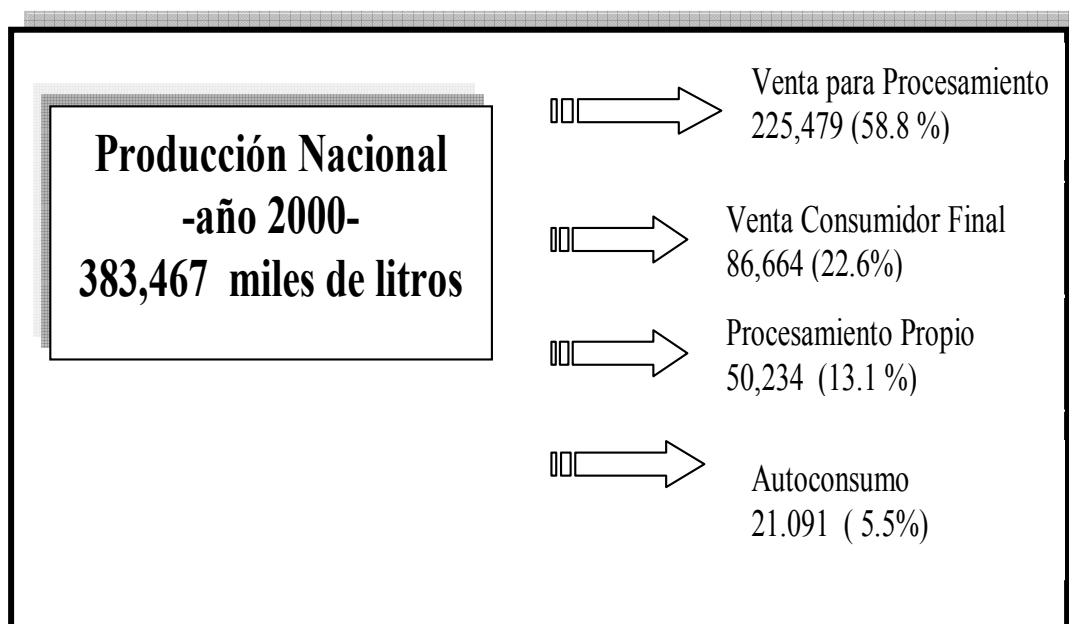 Producción Nacional
-año 2000-
383,467 miles de litros
Venta para Procesamiento
225,479 (58.8 %)
Venta Consumidor Final
86,664 (22.6%)
Procesamiento Propio
50,234 (13.1 %)
Autoconsumo
21.091 ( 5.5%)